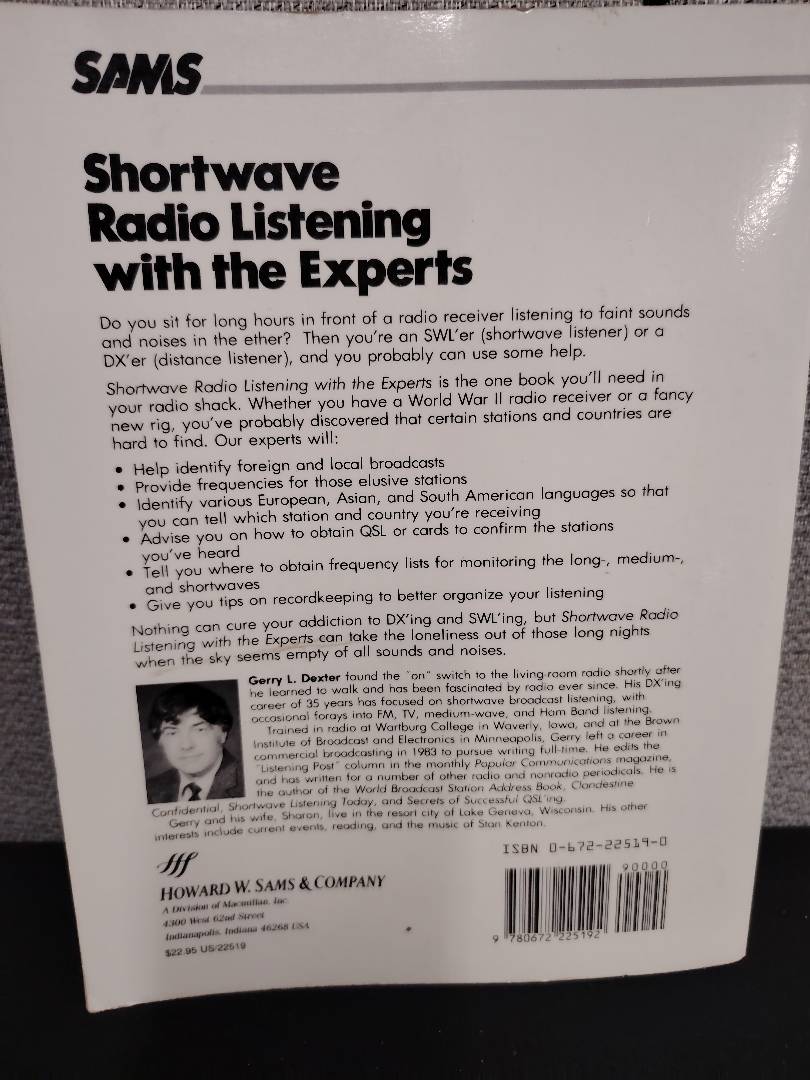 SAMS
Shortwave
Radio Listening
with the Experts
Do you sit for long hours in front of a radio receiver listening to faint sounds
and noises in the ether? Then you're an SWL'er (shortwave listener) or a
DX'er (distance listener), and you probably can use some help.
Shortwave Radio Listening with the Experts is the one book you'll need in
your radio shack. Whether you have a World War II radio receiver or a fancy
new rig, you've probably discovered that certain stations and countries are
hard to find. Our experts will:
• Help identify foreign and local broadcasts
• Provide frequencies for those elusive stations
• Identify various European, Asian, and South American languages so that
you can tell which station and country you're receiving
• Advise you on how to obtain QSL or cards to confirm the stations
you've heard
• Tell you where to obtain frequency lists for monitoring the long-, medium-,
and shortwaves
• Give you tips on recordkeeping to better organize your listening
Nothing can cure your addiction to DX'ing and SWL'ing, but Shortwave Radio
Listening with the Experts can take the loneliness out of those long nights
when the sky seems empty of all sounds and noises.
Gerry L. Dexter found the "on" switch to the living-room radio shortly after
he learned to walk and has been fascinated by radio ever since. His DX'ing
career of 35 years has focused on shortwave broadcast listening, with
occasional forays into FM, TV, medium-wave, and Ham Band listening.
Trained in radio at Wartburg College in Waverly, Iowa, and at the Brown
Institute of Broadcast and Electronics in Minneapolis, Gerry left a career in
commercial broadcasting in 1983 to pursue writing full-time. He edits the
"Listening Post" column in the monthly Popular Communications magazine,
and has written for a number of other radio and nonradio periodicals. He is
the author of the World Broadcast Station Address Book, Clandestine
Confidential, Shortwave Listening Today, and Secrets of Successful QSL'ing.
Gerry and his wife, Sharon, live in the resort city of Lake Geneva, Wisconsin. His other
interests include current events, reading, and the music of Stan Kenton.
HOWARD W. SAMS & COMPANY
A Division of Macmillan, Inc.
4300 West 62nd Street
Indianapolis, Indiana 46268 USA
$22.95 US/22519
ISBN 0-672-22519-0
90000
9 780672 225192